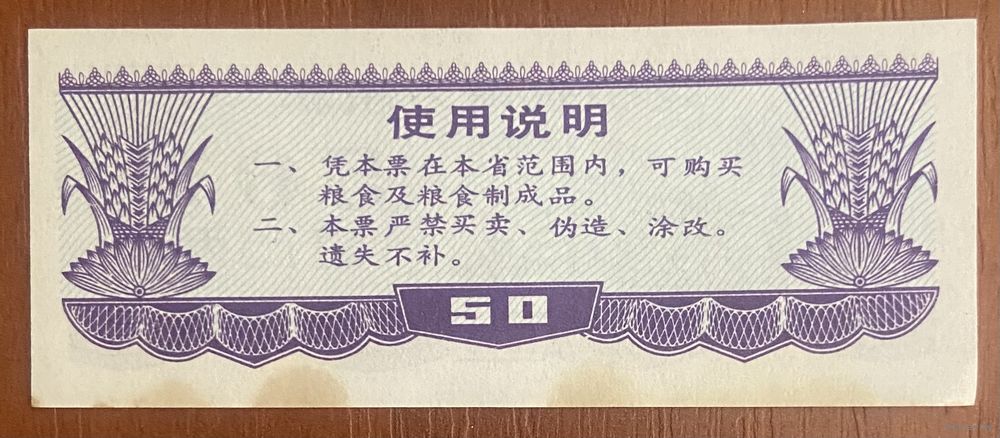 使用说明
一、凭本票在本省范围内，可购买
粮食及粮食制成品。
二、本票严禁买卖、伪造、涂改。
遗失不补。
50